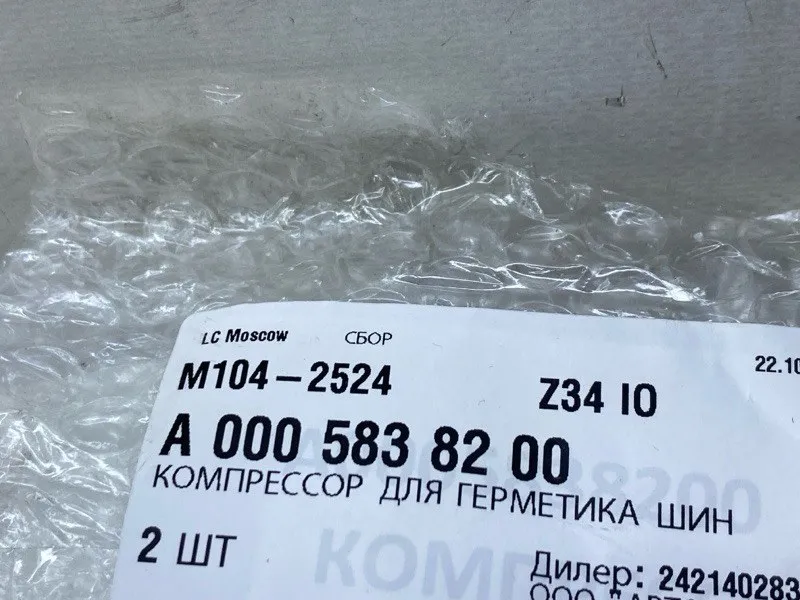 LC Moscow СБОР
22.10
M104-2524 Z34 IO
A 000 583 82 00
КОМПРЕССОР ДЛЯ ГЕРМЕТИКА ШИН
2 ШТ
Дилер: 242140283
ООО